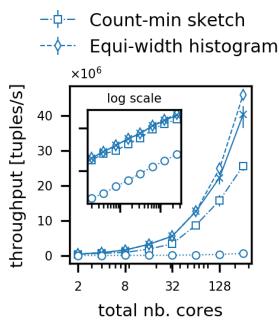 Count-min sketch
Equi-width histogram
×10⁶
log scale
throughput [tuples/s]
40
30
20
10
0
2
8
32
128
total nb. cores